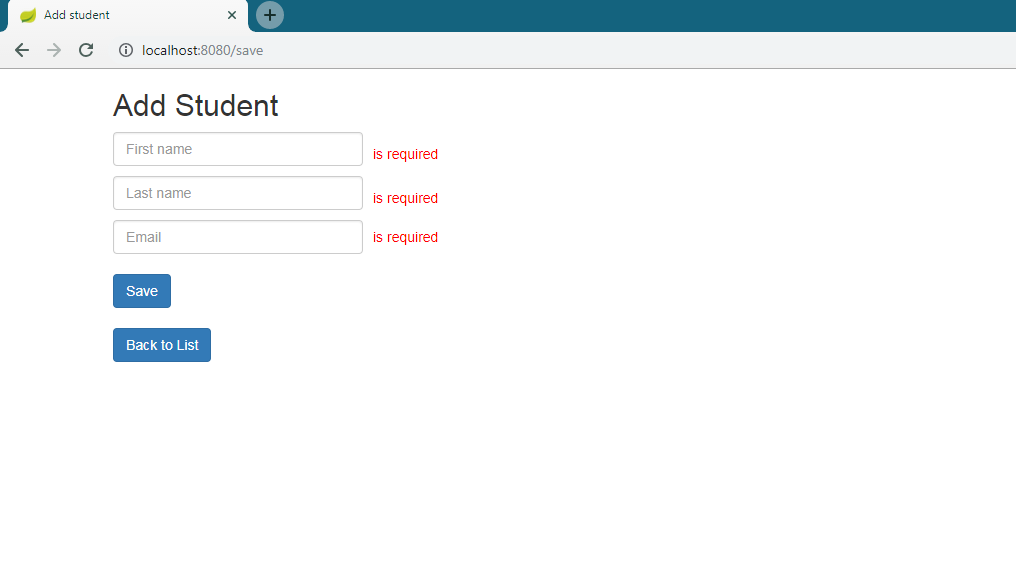 Add student
localhost:8080/save
Add Student
First name is required
Last name is required
Email is required
Save
Back to List